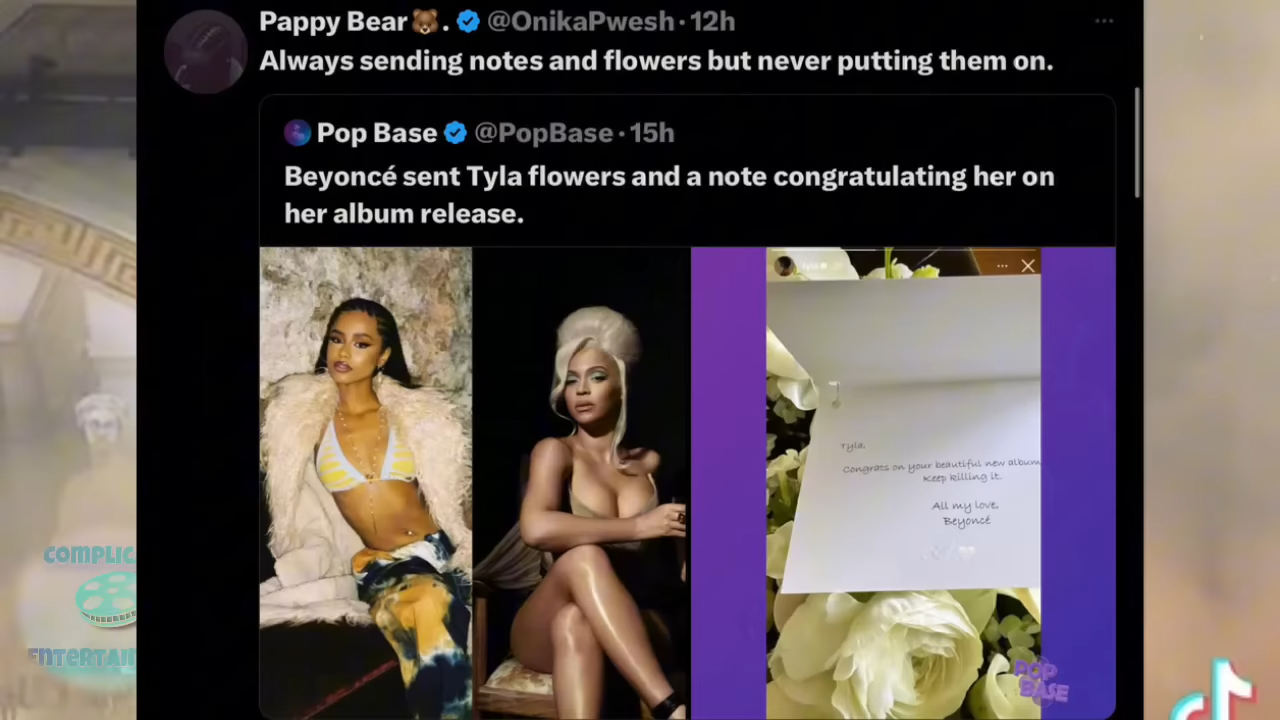 Pappy Bear🐻. @OnikaPwesh · 12h
Always sending notes and flowers but never putting them on.
Pop Base @PopBase · 15h
Beyoncé sent Tyla flowers and a note congratulating her on
her album release.
Tyla,
Congrats on your beautiful new album
Keep killing it.
All my love,
Beyoncé
POP
BASE
COMPLIC
ENTERTAIN